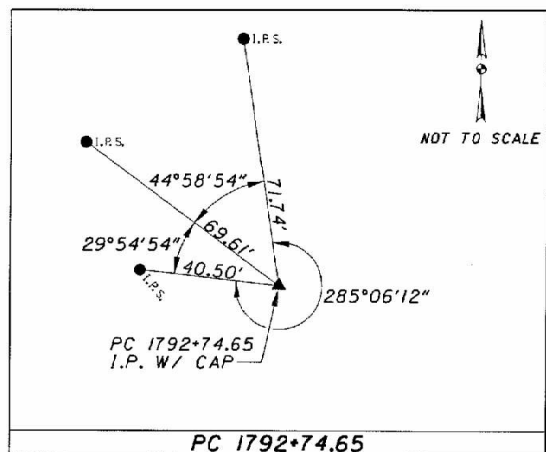 I.P.S.
NOT TO SCALE
I.P.S.
44°58'54"
71.74'
69.61'
29°54'54"
40.50'
I.P.S.
285°06'12"
PC 1792+74.65
I.P. W/ CAP
PC 1792+74.65